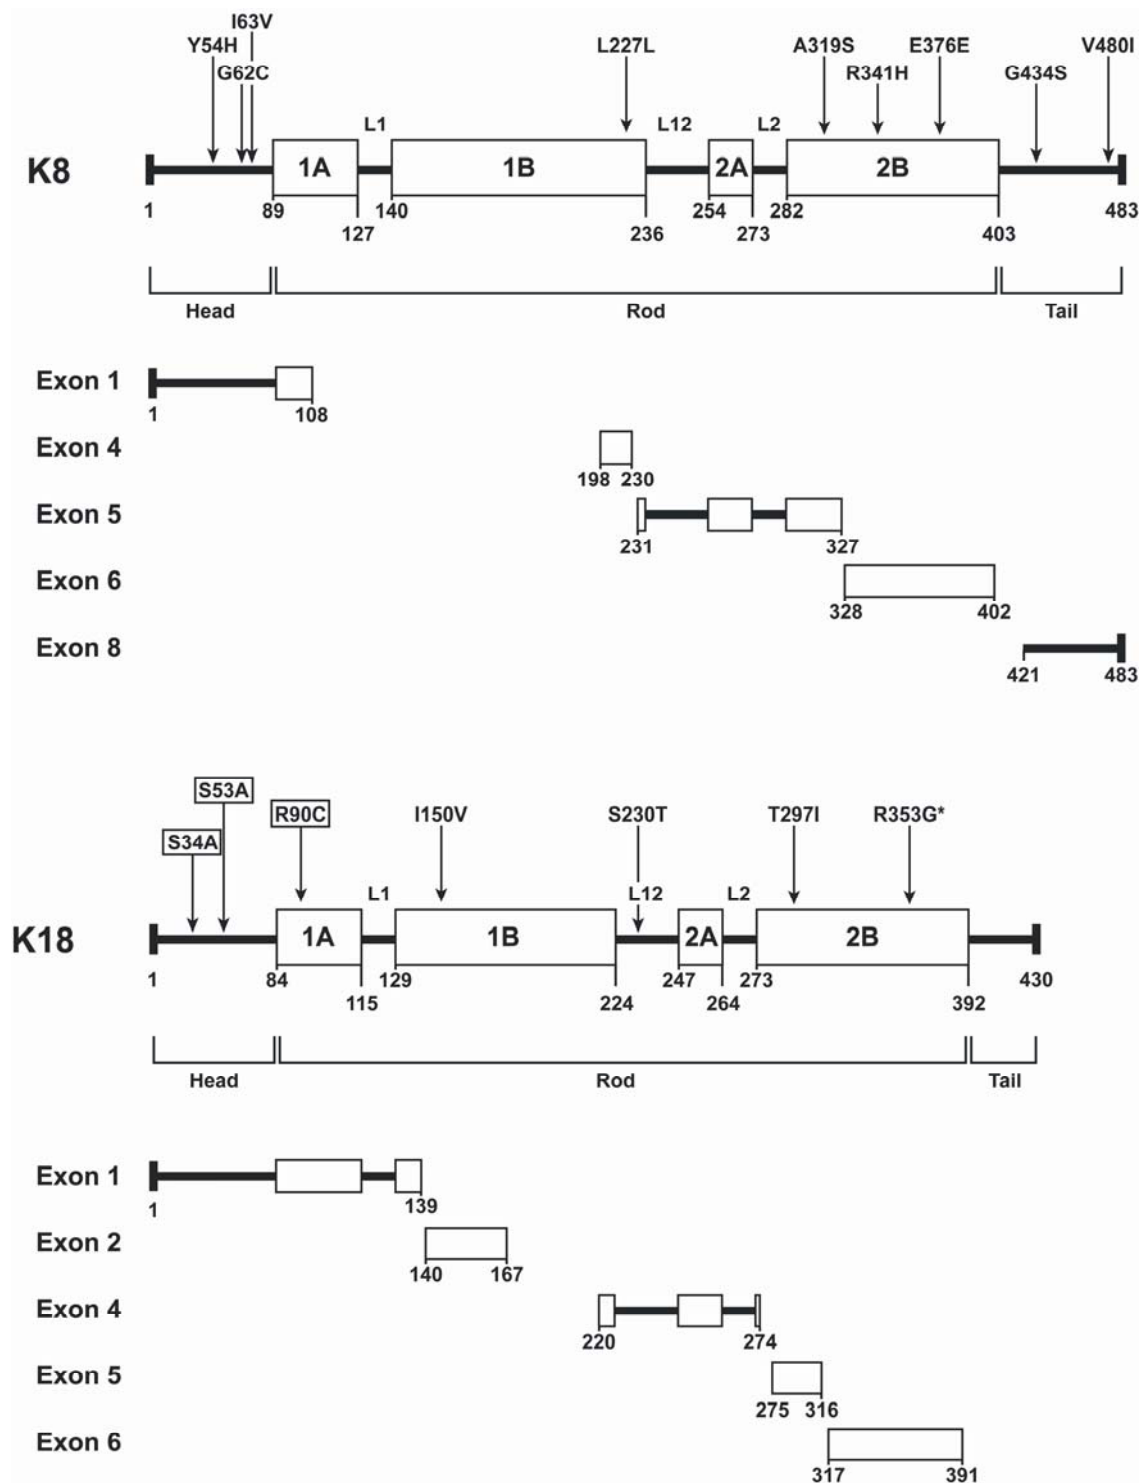 I63V
Y54H L227L A319S E376E V480I
G62C R341H G434S
L1 L12 L2
K8 1A 1B 2A 2B
1 89 140 254 282 483
127 236 273 403
Head Rod Tail
Exon 1
1 108
Exon 4
198 230
Exon 5
231 327
Exon 6
328 402
Exon 8
421 483
S53A
R90C I150V S230T T297I R353G*
S34A
L1 L12 L2
K18 1A 1B 2A 2B
1 84 129 247 273 430
115 224 264 392
Head Rod Tail
Exon 1
1 139
Exon 2
140 167
Exon 4
220 274
Exon 5
275 316
Exon 6
317 391